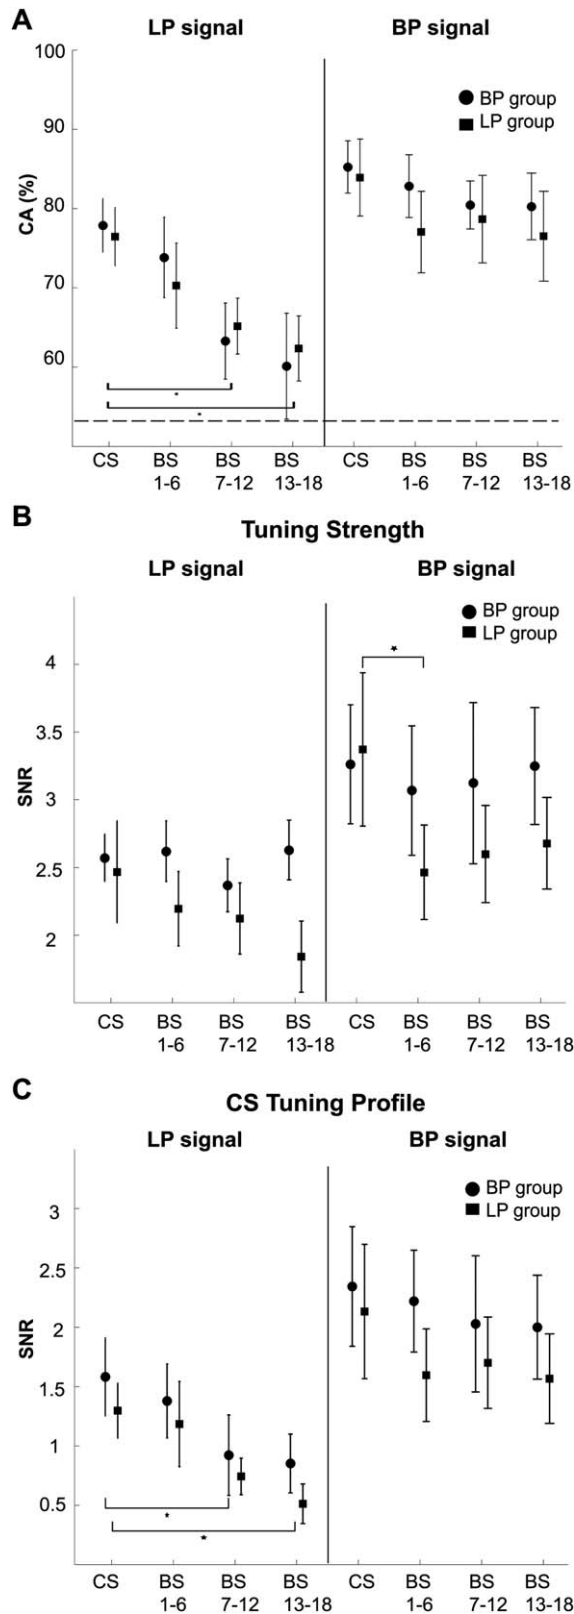 A
LP signal BP signal
100
90
80
70
60
CA (%)
BP group
LP group
*
*
CS BS BS BS CS BS BS BS
1-6 7-12 13-18 1-6 7-12 13-18
B
Tuning Strength
LP signal BP signal
4
3.5
3
2.5
2
SNR
BP group
LP group
*
CS BS BS BS CS BS BS BS
1-6 7-12 13-18 1-6 7-12 13-18
C
CS Tuning Profile
LP signal BP signal
3
2.5
2
1.5
1
0.5
SNR
BP group
LP group
*
*
CS BS BS BS CS BS BS BS
1-6 7-12 13-18 1-6 7-12 13-18